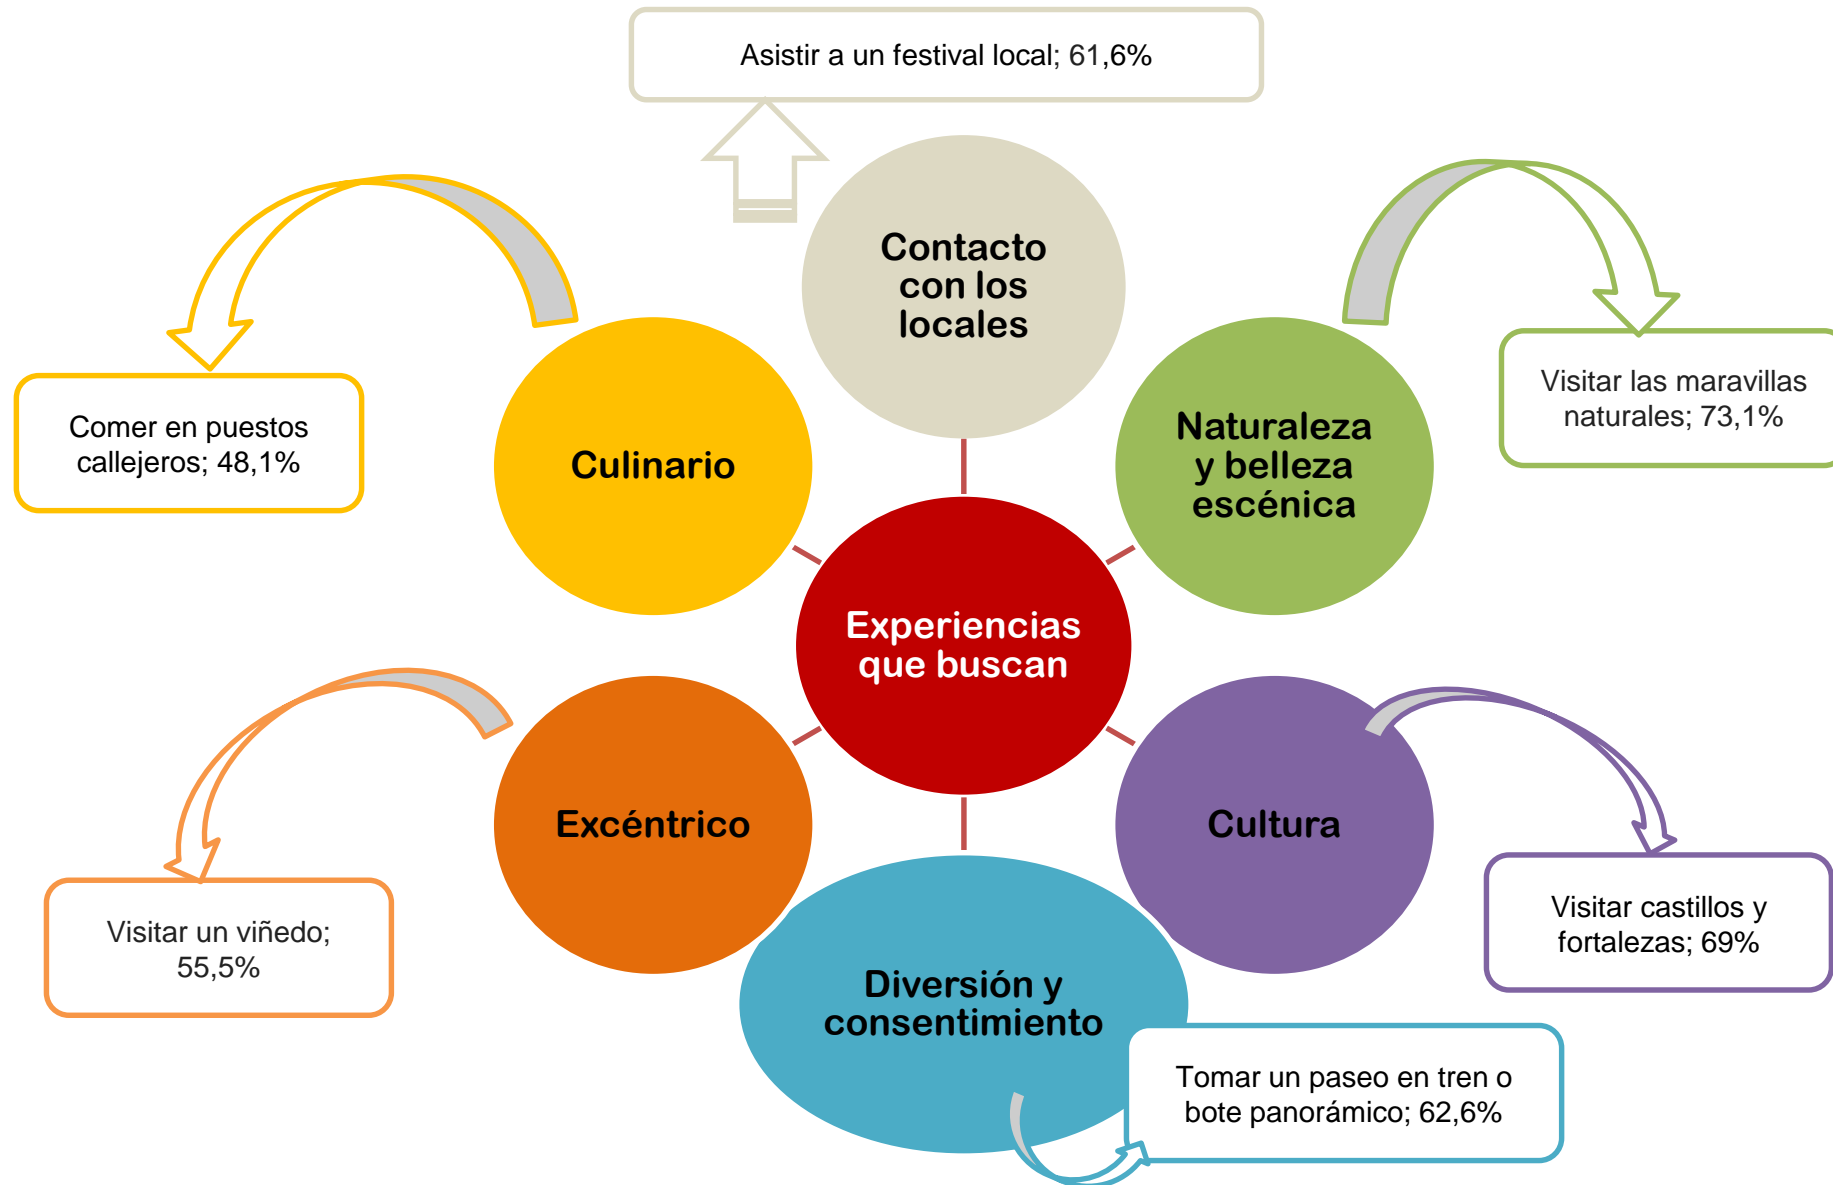 Asistir a un festival local; 61,6%
Contacto
con los
locales
Comer en puestos
callejeros; 48,1%
Culinario
Naturaleza
y belleza
escénica
Visitar las maravillas
naturales; 73,1%
Experiencias
que buscan
Visitar un viñedo;
55,5%
Excéntrico
Cultura
Visitar castillos y
fortalezas; 69%
Diversión y
consentimiento
Tomar un paseo en tren o
bote panorámico; 62,6%